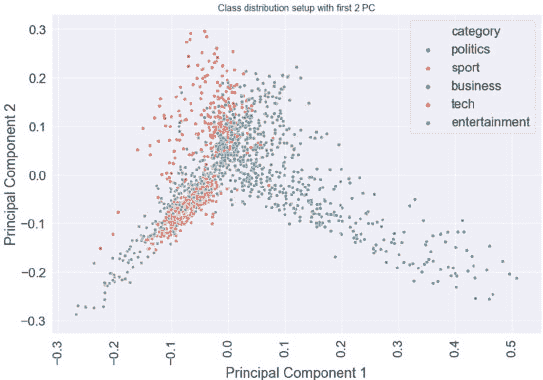 Class distribution setup with first 2 PC
0.3
0.2
0.1
0.0
−0.1
−0.2
−0.3
Principal Component 2
category
politics
sport
business
tech
entertainment
−0.3
−0.2
−0.1
0.0
0.1
0.2
0.3
0.4
0.5
Principal Component 1